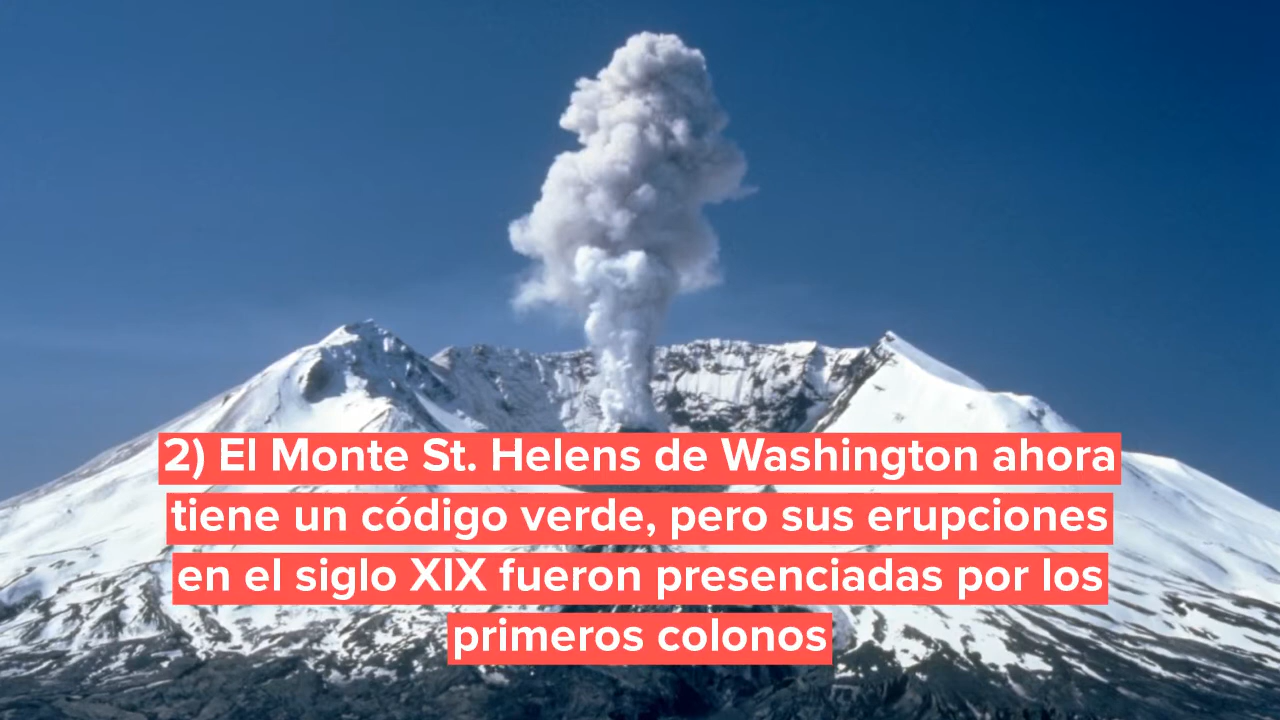 2) El Monte St. Helens de Washington ahora
tiene un código verde, pero sus erupciones
en el siglo XIX fueron presenciadas por los
primeros colonos